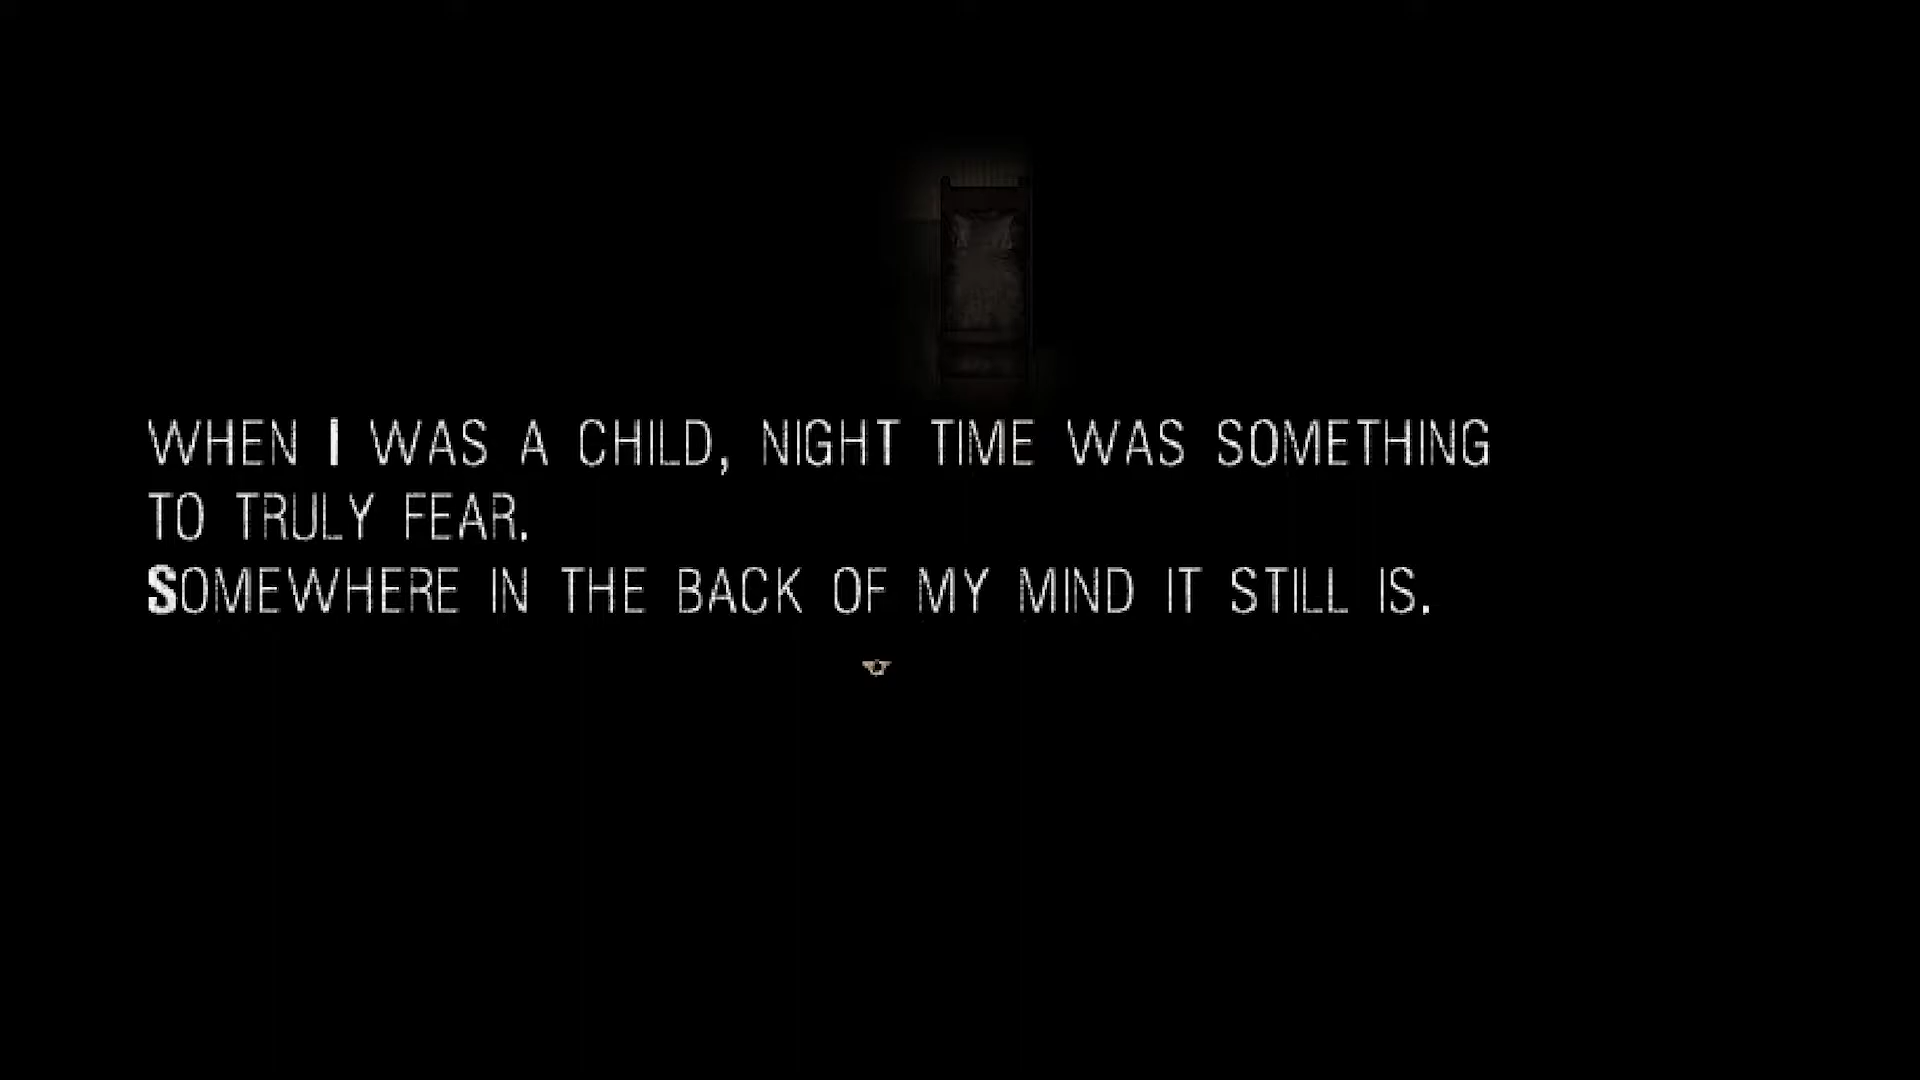 WHEN I WAS A CHILD, NIGHT TIME WAS SOMETHING
TO TRULY FEAR.
SOMEWHERE IN THE BACK OF MY MIND IT STILL IS.